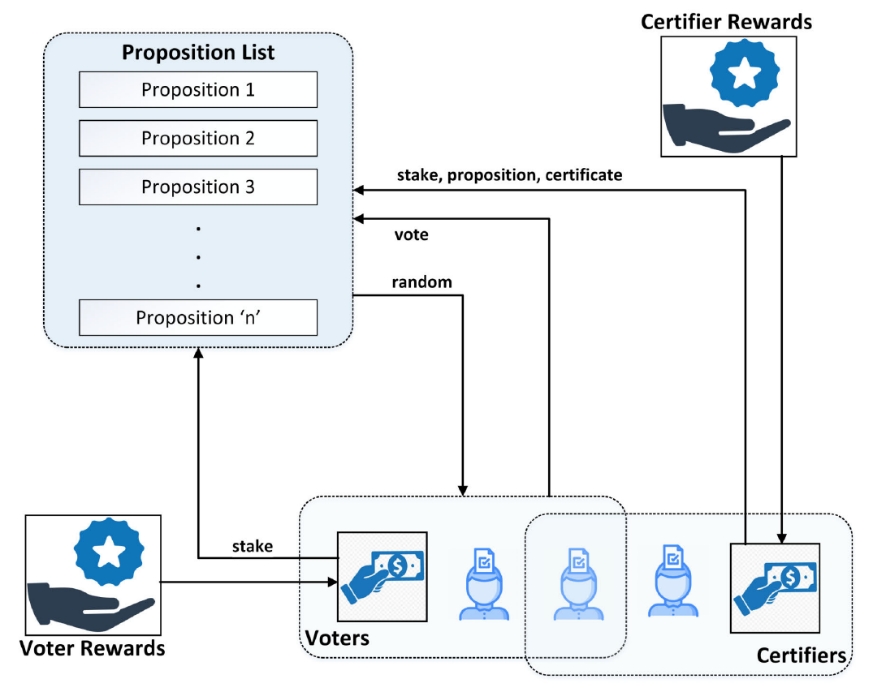 Certifier Rewards
Proposition List
Proposition 1
Proposition 2
Proposition 3
.
.
.
Proposition ‘n’
stake, proposition, certificate
vote
random
stake
$
$
Voters
Voter Rewards
Certifiers